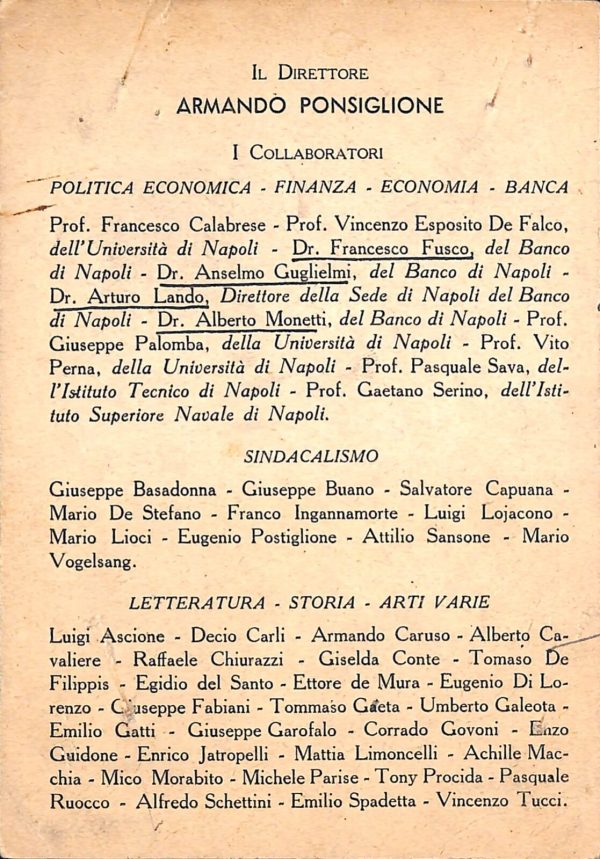 Il Direttore
ARMANDO PONSIGLIONE
I Collaboratori
POLITICA ECONOMICA - FINANZA - ECONOMIA - BANCA
Prof. Francesco Calabrese - Prof. Vincenzo Esposito De Falco,
dell'Università di Napoli - Dr. Francesco Fusco, del Banco
di Napoli - Dr. Anselmo Guglielmi, del Banco di Napoli -
Dr. Arturo Lando, Direttore della Sede di Napoli del Banco
di Napoli - Dr. Alberto Monetti, del Banco di Napoli - Prof.
Giuseppe Palomba, della Università di Napoli - Prof. Vito
Perna, della Università di Napoli - Prof. Pasquale Sava, del-
l'Istituto Tecnico di Napoli - Prof. Gaetano Serino, dell'Isti-
tuto Superiore Navale di Napoli.
SINDACALISMO
Giuseppe Basadonna - Giuseppe Buano - Salvatore Capuana -
Mario De Stefano - Franco Ingannamorte - Luigi Lojacono -
Mario Lioci - Eugenio Postiglione - Attilio Sansone - Mario
Vogelsang.
LETTERATURA - STORIA - ARTI VARIE
Luigi Ascione - Decio Carli - Armando Caruso - Alberto Ca-
valiere - Raffaele Chiurazzi - Giselda Conte - Tomaso De
Filippis - Egidio del Santo - Ettore de Mura - Eugenio Di Lo-
renzo - Giuseppe Fabiani - Tommaso Gaeta - Umberto Galeota -
Emilio Gatti - Giuseppe Garofalo - Corrado Govoni - Enzo
Guidone - Enrico Jatropelli - Mattia Limoncelli - Achille Mac-
chia - Mico Morabito - Michele Parise - Tony Procida - Pasquale
Ruocco - Alfredo Schettini - Emilio Spadetta - Vincenzo Tucci.